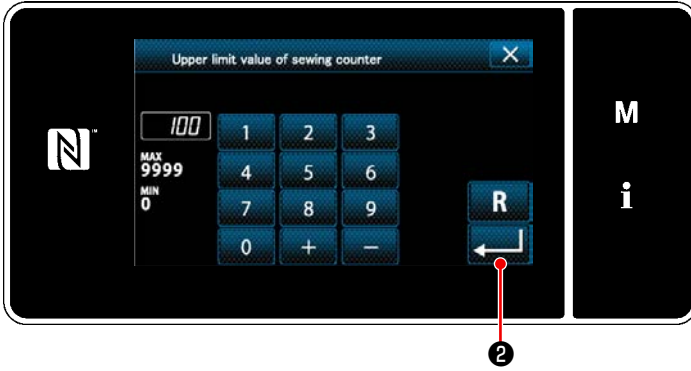 Upper limit value of sewing counter
X
100
MAX
9999
MIN
0
1 2 3
4 5 6
7 8 9
0 + −
R
N
M
i
❷